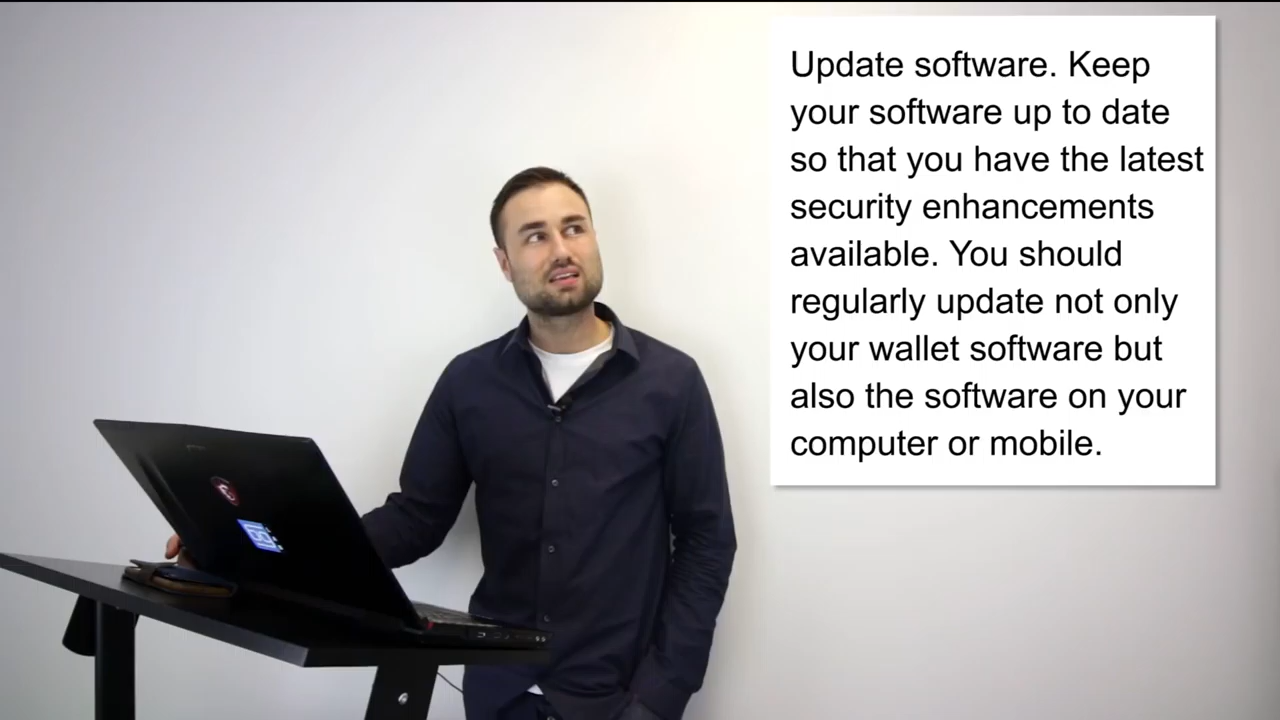 Update software. Keep
your software up to date
so that you have the latest
security enhancements
available. You should
regularly update not only
your wallet software but
also the software on your
computer or mobile.